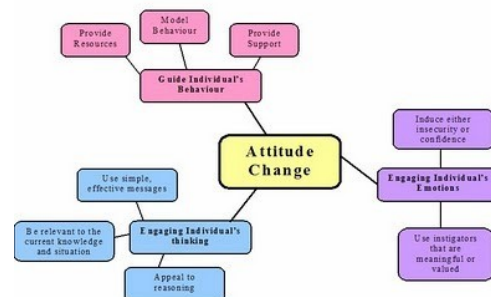 Model
Behaviour
Provide
Resources
Provide
Support
Guide Individual's
Behaviour
Attitude
Change
Induce either
insecurity or
confidence
Engaging Individual's
Emotions
Use instigators
that are
meaningful or
valued
Use simple,
effective messages
Be relevant to the
current knowledge
and situation
Engaging Individual's
thinking
Appeal to
reasoning